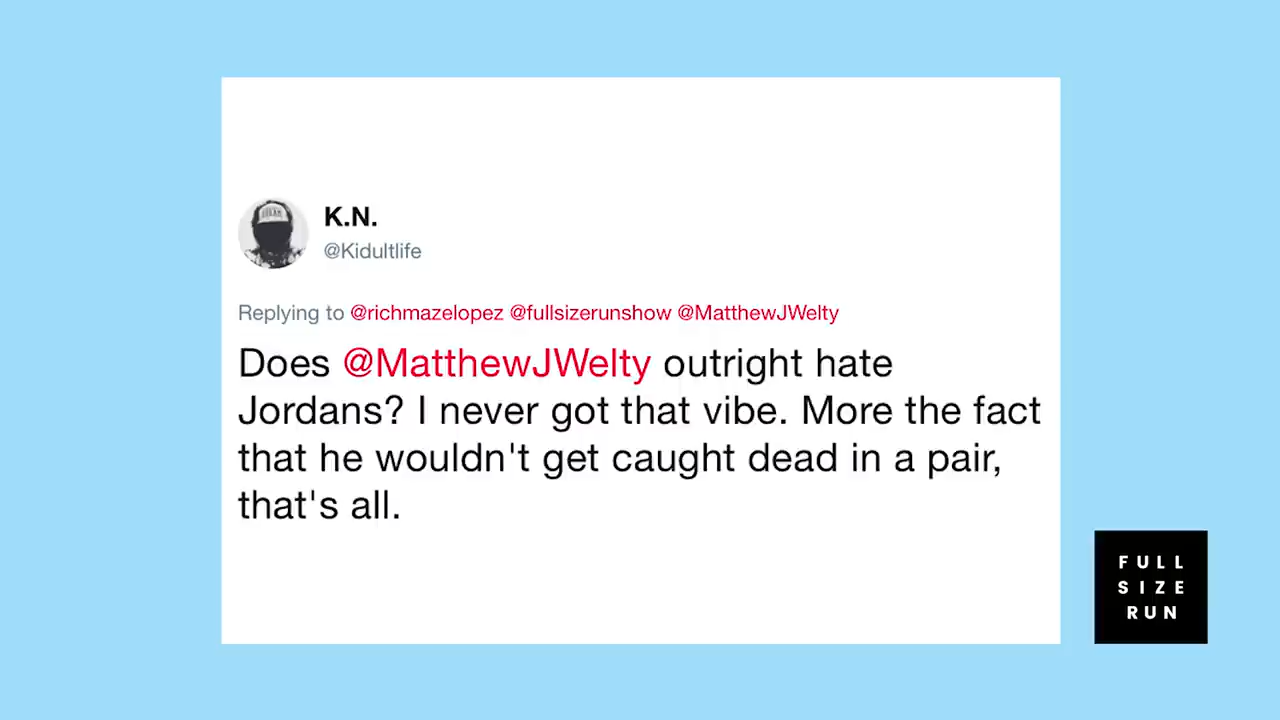 K.N.
@Kidultlife
Replying to @richmazelopez @fullsizerunshow @MatthewJWelty
Does @MatthewJWelty outright hate
Jordans? I never got that vibe. More the fact
that he wouldn't get caught dead in a pair,
that's all.
FULL
SIZE
RUN